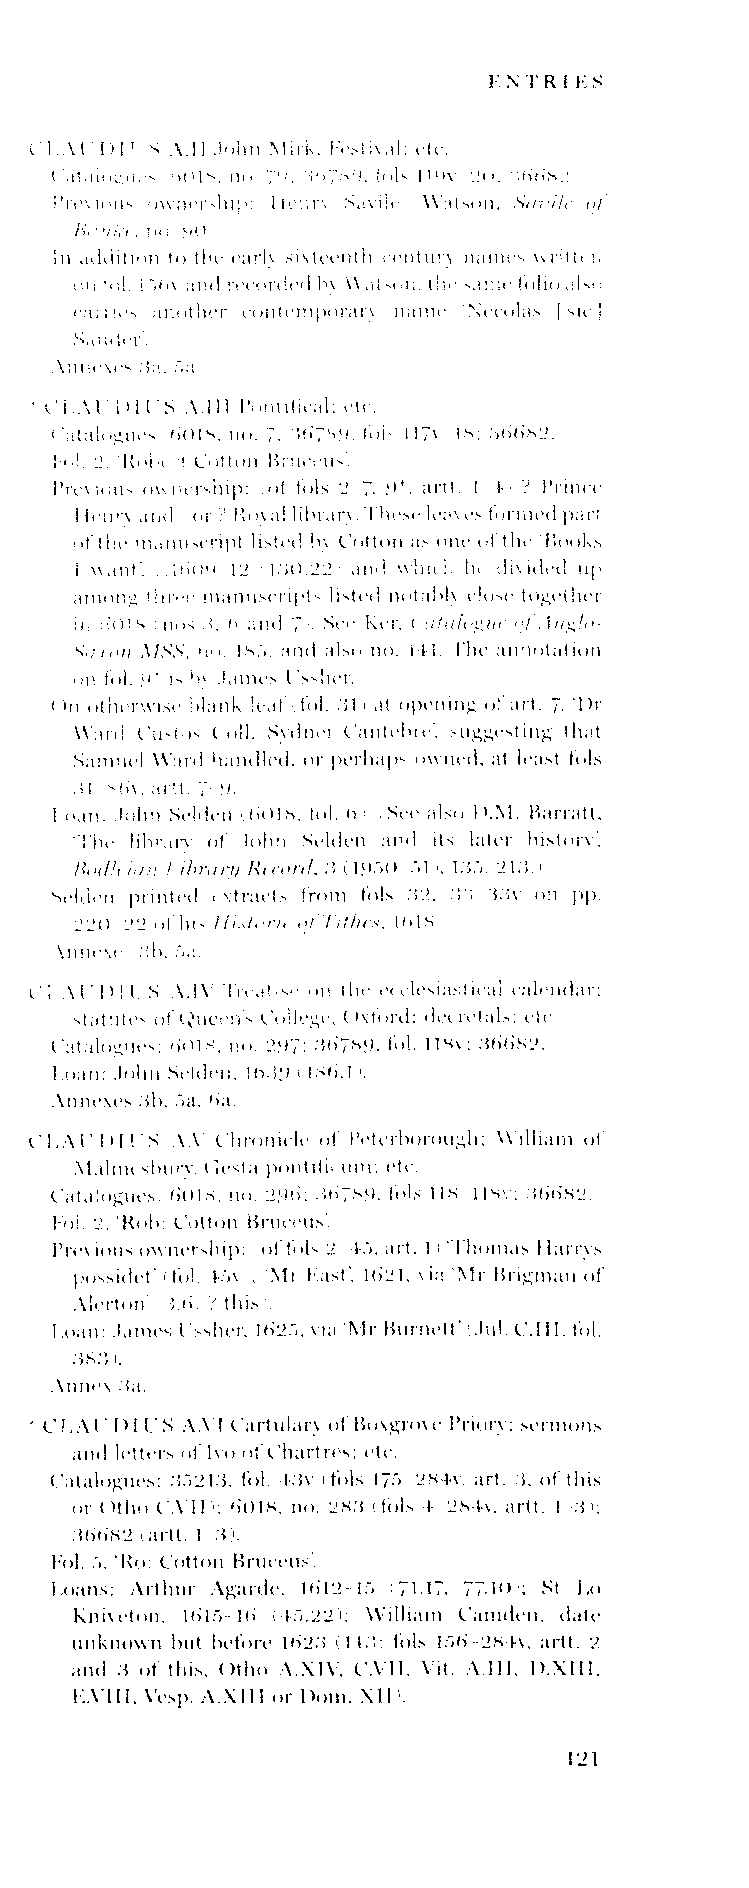 ENTRIES
CLAUDIUS A.II John Mirk, Festival; etc.
Catalogues: 6018, no. 79; 36789, fols 119v–20; 36682.
Previous ownership: Henry Savile (Watson, Savile of
Banke, no. 80).
In addition to the early sixteenth century names written
on fol. 156v and recorded by Watson, the same folio also
carries another contemporary name 'Necolas [sic]
Sander'.
Annexes 3a, 5a.
* CLAUDIUS A.III Pontifical; etc.
Catalogues: 6018, no. 7; 36789, fols 117v–18; 36682.
Fol. 2, 'Robert Cotton Bruceus'.
Previous ownership: (of fols 2–7, 9*, artt. 1–4) ? Prince
Henry and/or ? Royal library. These leaves formed part
of the manuscript listed by Cotton as one of the 'Books
I want', 1609–12 (130.22) and which he divided up
among three manuscripts listed notably close together
in 6018 (nos 3, 6 and 7). See Ker, Catalogue of Anglo-
Saxon MSS, no. 185, and also no. 141. The annotation
on fol. 9* is by James Ussher.
On otherwise blank leaf (fol. 31) at opening of art. 7, 'Dr
Ward Custos Coll. Sydney Cantebre', suggesting that
Samuel Ward handled, or perhaps owned, at least fols
31–86v, artt. 7–9.
Loan: John Selden (6018, fol. 6). (See also D.M. Barratt,
'The library of John Selden and its later history',
Bodleian Library Record, 3 (1950–51), 135, 213.)
Selden printed extracts from fols 32, 33–33v on pp.
220–22 of his Historie of Tithes, 1618.
Annexes 3b, 5a.
CLAUDIUS A.IV Treatise on the ecclesiastical calendar;
statutes of Queen's College, Oxford; decretals; etc.
Catalogues: 6018, no. 297; 36789, fol. 118v; 36682.
Loan: John Selden, 1639 (186.1).
Annexes 3b, 5a, 6a.
CLAUDIUS A.V Chronicle of Peterborough; William of
Malmesbury, Gesta pontificum; etc.
Catalogues: 6018, no. 296; 36789, fols 118–118v; 36682.
Fol. 2, 'Rob: Cotton Bruceus'.
Previous ownership: (of fols 2–45, art. 1) 'Thomas Harrys
possidet' (fol. 45v), 'Mr East', 1621, via 'Mr Brigman of
Alerton' (3.6, ? this).
Loan: James Ussher, 1625, via 'Mr Burnett' (Jul. C.III, fol.
383).
Annex 3a.
* CLAUDIUS A.VI Cartulary of Boxgrove Priory; sermons
and letters of Ivo of Chartres; etc.
Catalogues: 35213, fol. 43v (fols 175–284v, art. 3, of this
or Otho C.VII); 6018, no. 283 (fols 4–284v, artt. 1–3);
36682 (artt. 1–3).
Fol. 5, 'Ro: Cotton Bruceus'.
Loans: Arthur Agarde, 1612–15 (71.17, 77.10); St Lo
Kniveton, 1615–16 (45.22); William Camden, date
unknown but before 1623 (143: fols 156–284v, artt. 2
and 3 of this, Otho A.XIV, C.VII, Vit. A.III, D.XIII,
E.VIII, Vesp. A.XIII or Dom. XII).
121